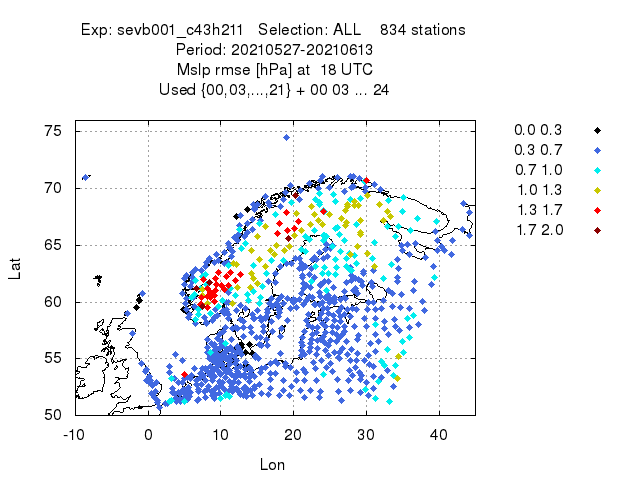 Exp: sevb001_c43h211   Selection: ALL    834 stations
Period: 20210527-20210613
Mslp rmse [hPa] at  18 UTC
Used {00,03,...,21} + 00 03 ... 24
0.0 0.3
0.3 0.7
0.7 1.0
1.0 1.3
1.3 1.7
1.7 2.0
75
70
65
60
55
50
Lat
-10 0 10 20 30 40
Lon